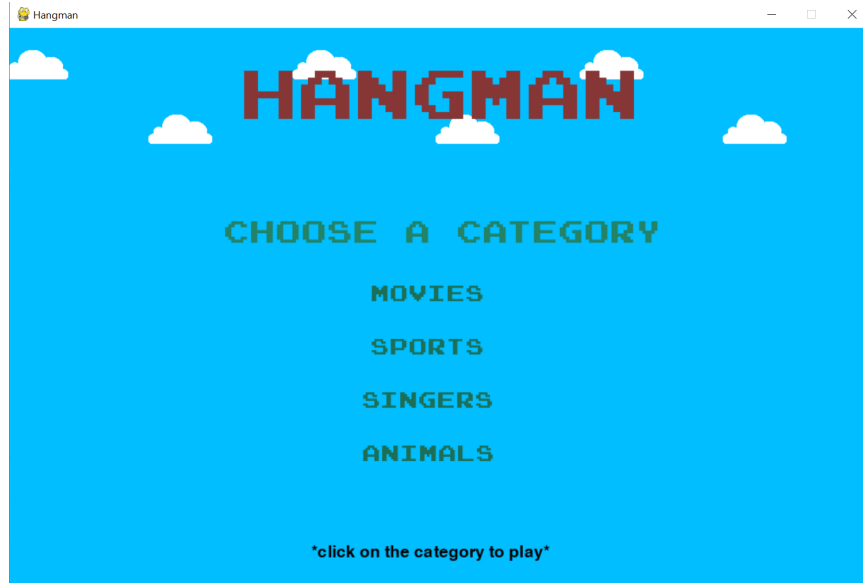 Hangman
HANGMAN
CHOOSE A CATEGORY
MOVIES
SPORTS
SINGERS
ANIMALS
*click on the category to play*